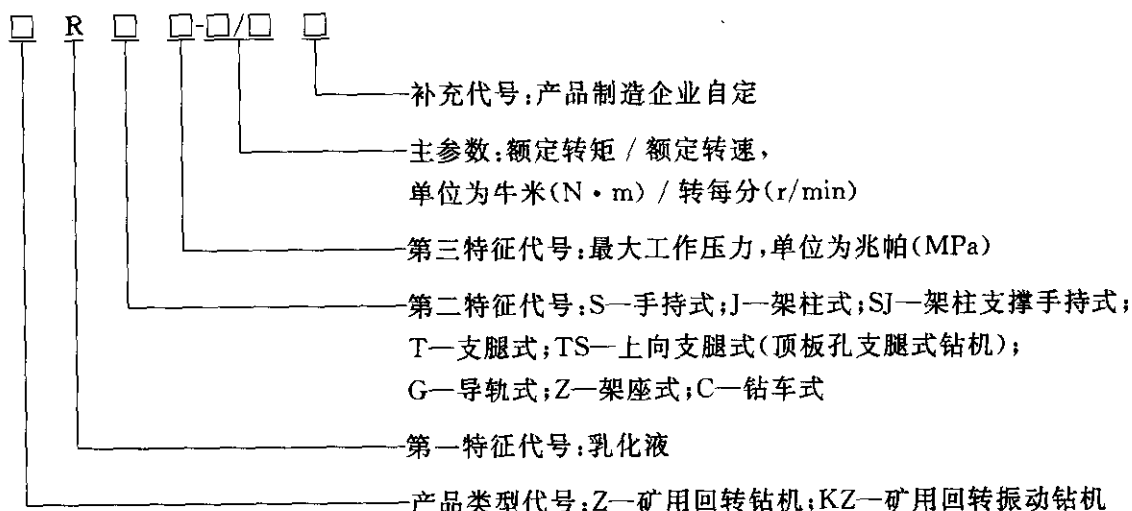 □ R □ □-□/□ □
补充代号:产品制造企业自定
主参数:额定转矩 / 额定转速,
单位为牛米(N·m) / 转每分(r/min)
第三特征代号:最大工作压力,单位为兆帕(MPa)
第二特征代号:S—手持式;J—架柱式;SJ—架柱支撑手持式;
T—支腿式;TS—上向支腿式(顶板孔支腿式钻机);
G—导轨式;Z—架座式;C—钻车式
第一特征代号:乳化液
产品类型代号:Z—矿用回转钻机;KZ—矿用回转振动钻机